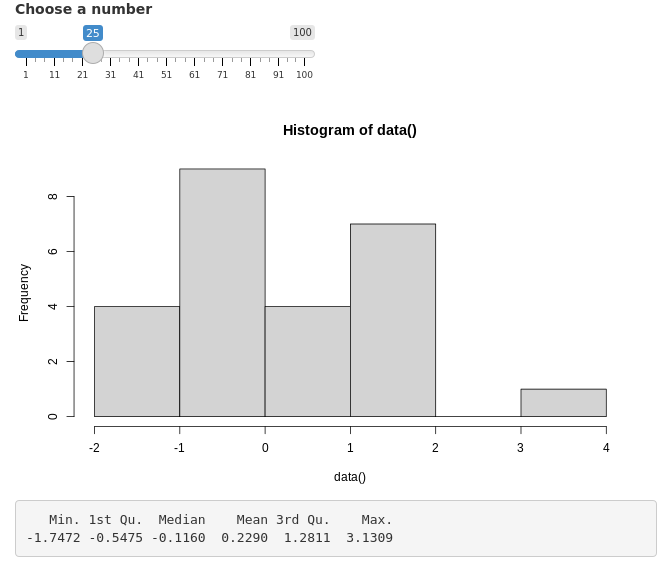 Choose a number
1 25 100
1 11 21 31 41 51 61 71 81 91 100
Histogram of data()
8
6
4
2
0
Frequency
-2 -1 0 1 2 3 4
data()
Min. 1st Qu. Median Mean 3rd Qu. Max.
-1.7472 -0.5475 -0.1160 0.2290 1.2811 3.1309